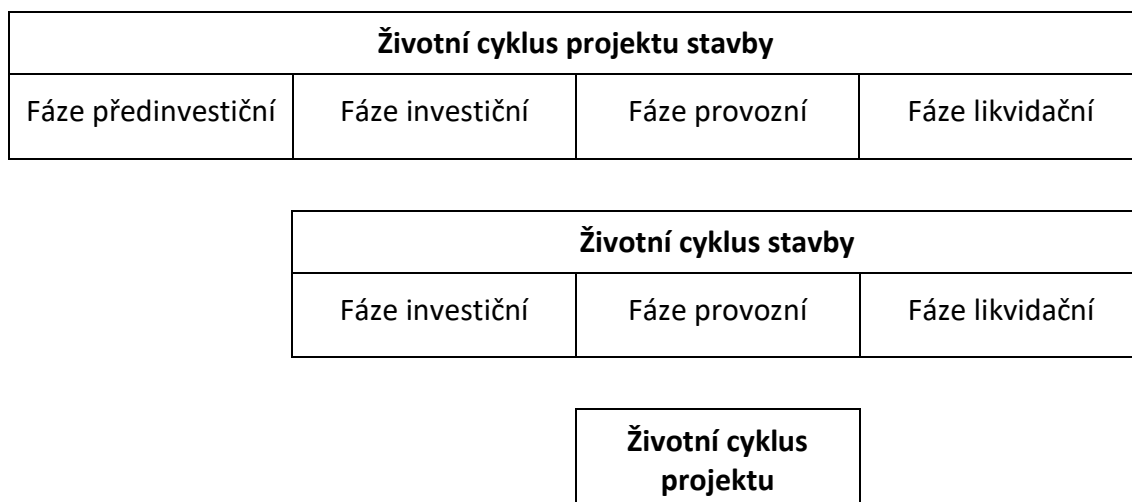 Životní cyklus projektu stavby
Fáze předinvestiční Fáze investiční Fáze provozní Fáze likvidační
Životní cyklus stavby
Fáze investiční Fáze provozní Fáze likvidační
Životní cyklus
projektu